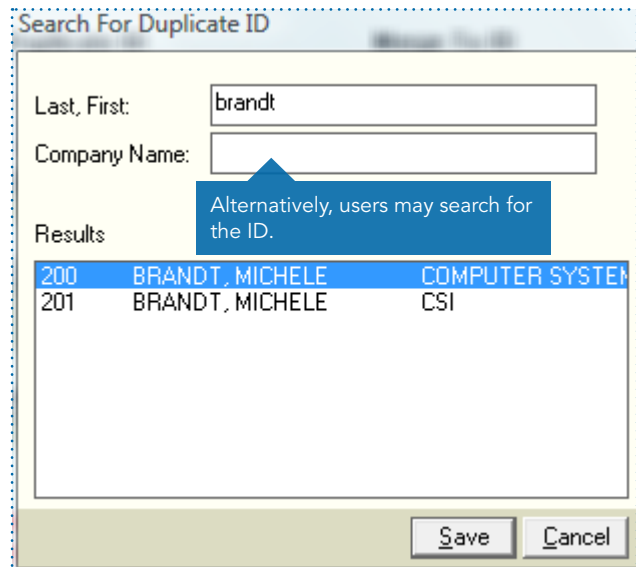 Search For Duplicate ID
Last, First: brandt
Company Name:
Alternatively, users may search for
the ID.
Results
200 BRANDT, MICHELE COMPUTER SYSTEM
201 BRANDT, MICHELE CSI
Save Cancel